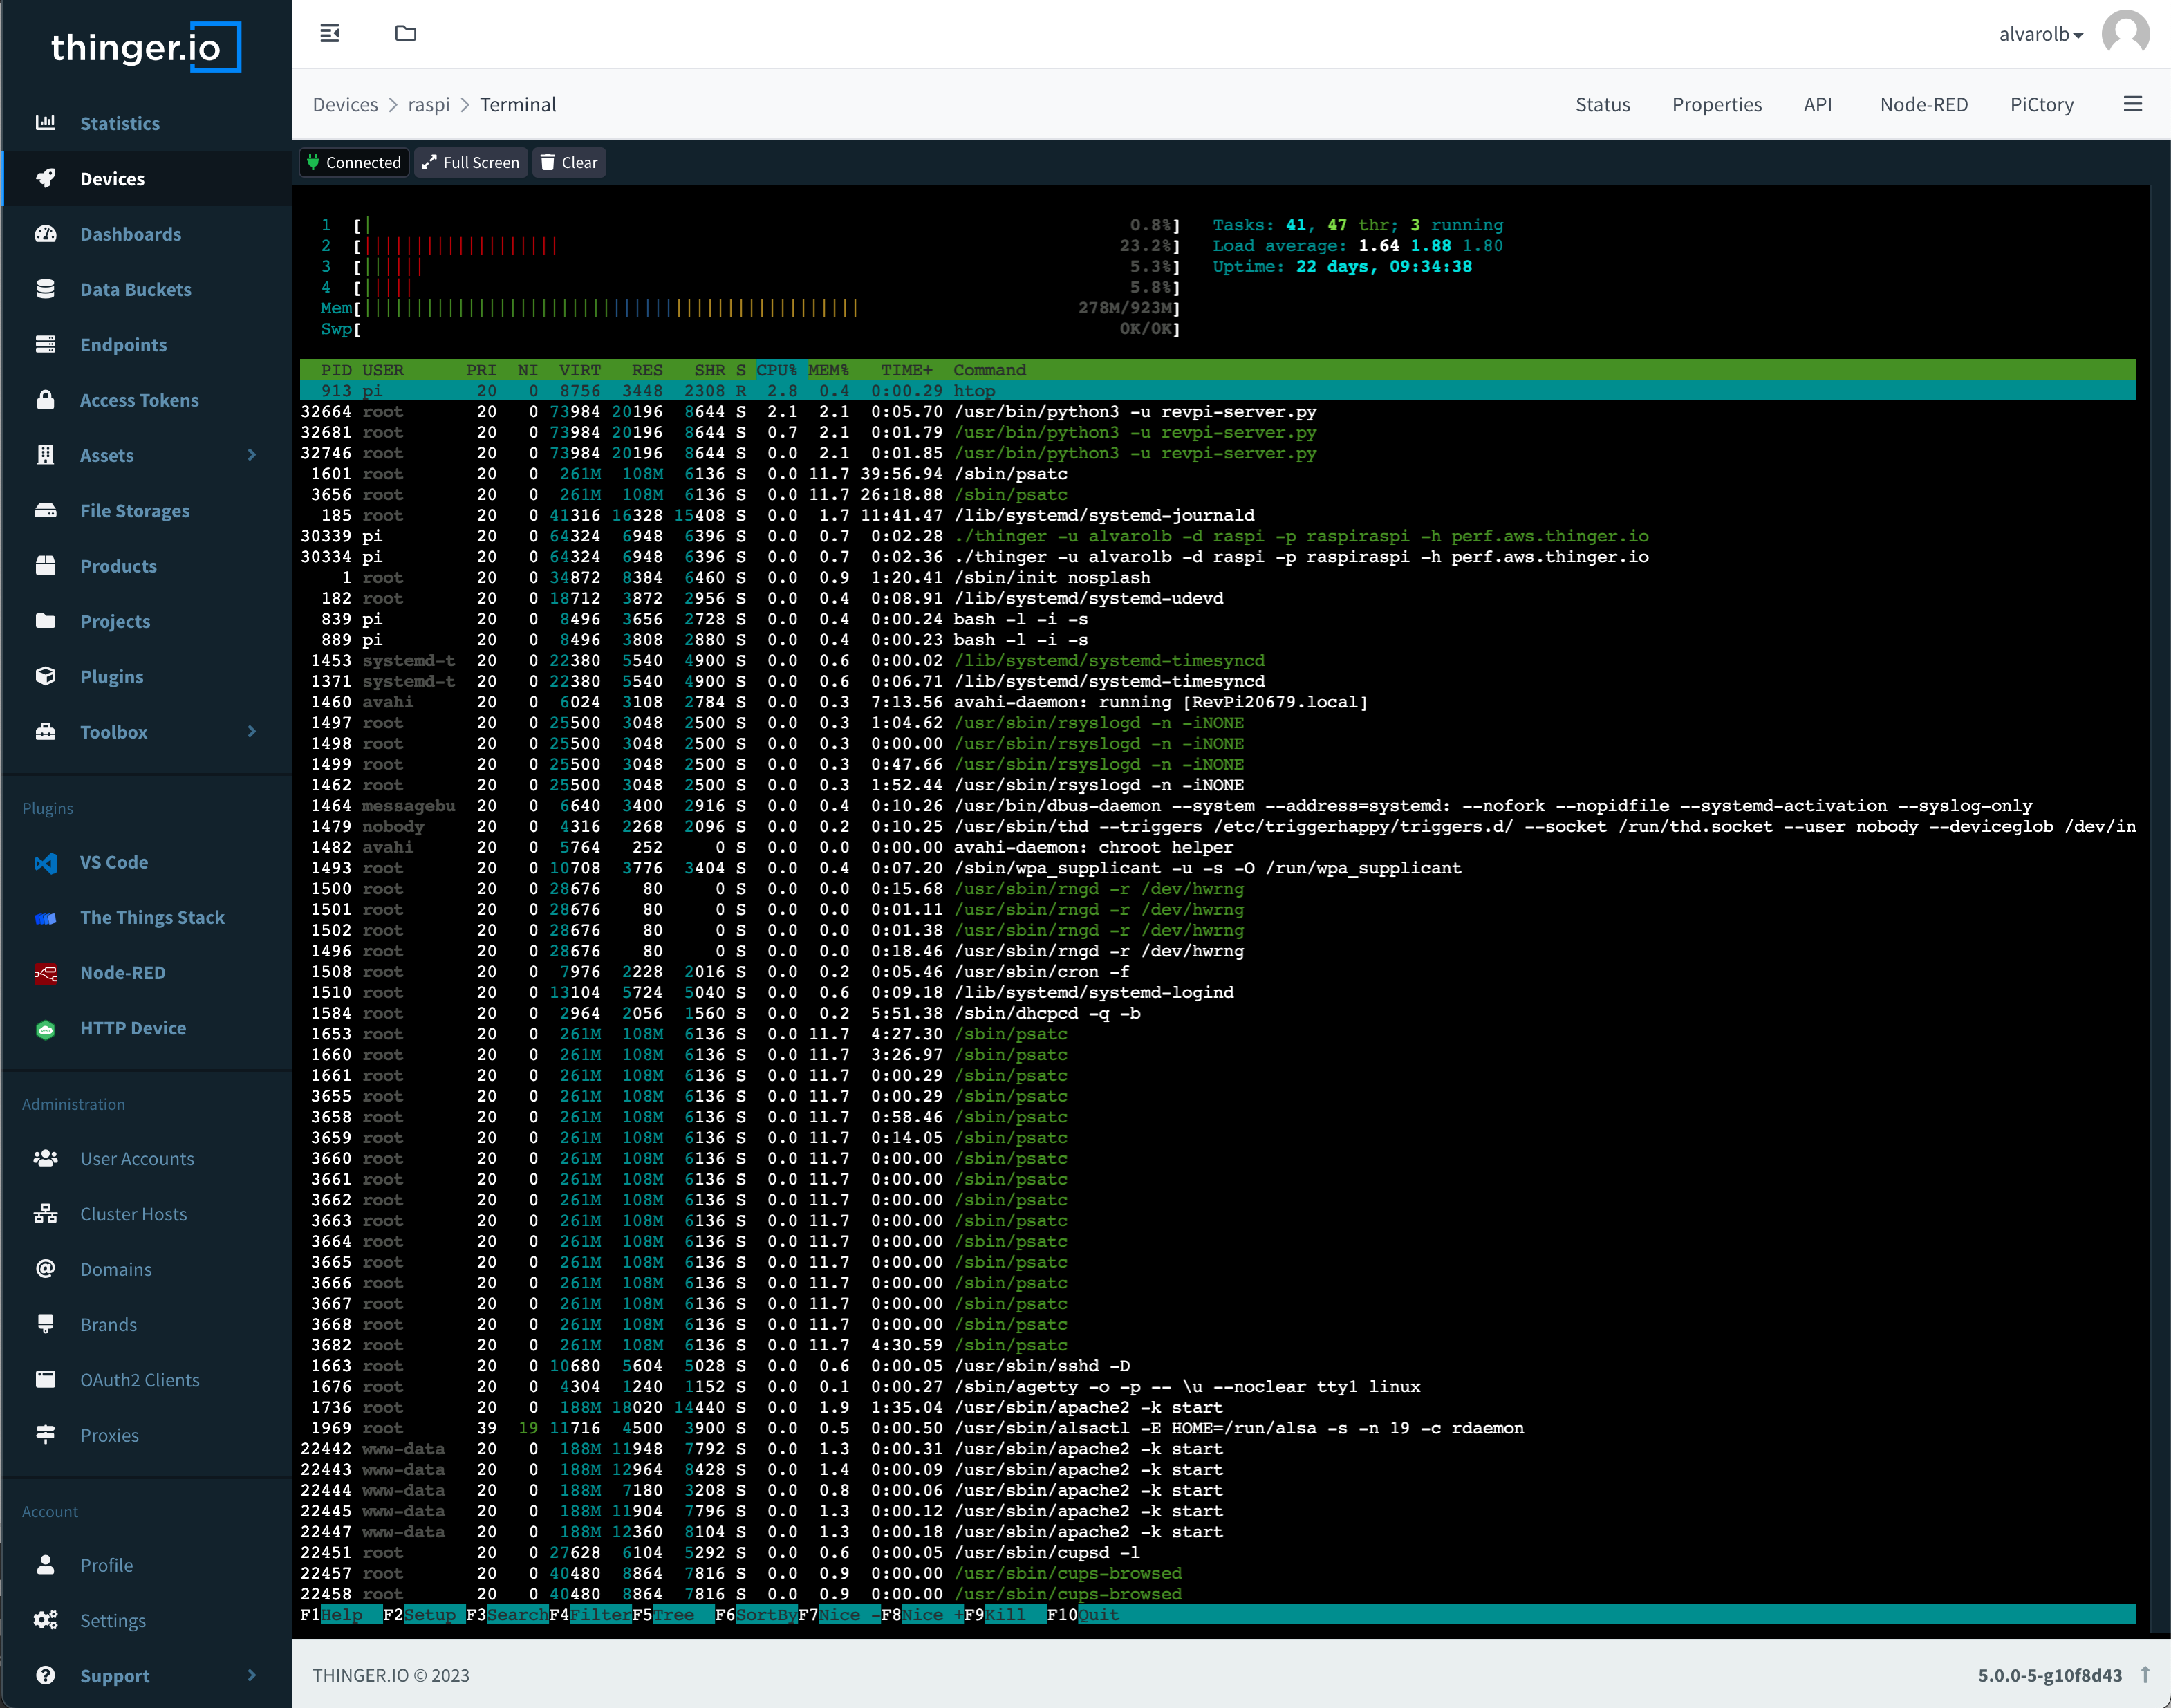 thinger.io
Statistics
Devices
Dashboards
Data Buckets
Endpoints
Access Tokens
Assets
File Storages
Products
Projects
Plugins
Toolbox
Plugins
VS Code
The Things Stack
Node-RED
HTTP Device
Administration
User Accounts
Cluster Hosts
Domains
Brands
OAuth2 Clients
Proxies
Account
Profile
Settings
Support
alvarolb
Devices > raspi > Terminal
Status Properties API Node-RED PiCtory
Connected Full Screen Clear
1 [| 0.8%] Tasks: 41, 47 thr; 3 running
2 [||||||||||||||||||| 23.2%] Load average: 1.64 1.88 1.80
3 [|||||| 5.3%] Uptime: 22 days, 09:34:38
4 [||||| 5.8%]
Mem[|||||||||||||||||||||||||||||||||||||||||||||||| 278M/923M]
Swp[ 0K/0K]
PID USER PRI NI VIRT RES SHR S CPU% MEM% TIME+ Command
913 pi 20 0 8756 3448 2308 R 2.8 0.4 0:00.29 htop
32664 root 20 0 73984 20196 8644 S 2.1 2.1 0:05.70 /usr/bin/python3 -u revpi-server.py
32681 root 20 0 73984 20196 8644 S 0.7 2.1 0:01.79 /usr/bin/python3 -u revpi-server.py
32746 root 20 0 73984 20196 8644 S 0.0 2.1 0:01.85 /usr/bin/python3 -u revpi-server.py
1601 root 20 0 261M 108M 6136 S 0.0 11.7 39:56.94 /sbin/psatc
3656 root 20 0 261M 108M 6136 S 0.0 11.7 26:18.88 /sbin/psatc
185 root 20 0 41316 16328 15408 S 0.0 1.7 11:41.47 /lib/systemd/systemd-journald
30339 pi 20 0 64324 6948 6396 S 0.0 0.7 0:02.28 ./thinger -u alvarolb -d raspi -p raspiraspi -h perf.aws.thinger.io
30334 pi 20 0 64324 6948 6396 S 0.0 0.7 0:02.36 ./thinger -u alvarolb -d raspi -p raspiraspi -h perf.aws.thinger.io
1 root 20 0 34872 8384 6460 S 0.0 0.9 1:20.41 /sbin/init nosplash
182 root 20 0 18712 3872 2956 S 0.0 0.4 0:08.91 /lib/systemd/systemd-udevd
839 pi 20 0 8496 3656 2728 S 0.0 0.4 0:00.24 bash -l -i -s
889 pi 20 0 8496 3808 2880 S 0.0 0.4 0:00.23 bash -l -i -s
1453 systemd-t 20 0 22380 5540 4900 S 0.0 0.6 0:00.02 /lib/systemd/systemd-timesyncd
1371 systemd-t 20 0 22380 5540 4900 S 0.0 0.6 0:06.71 /lib/systemd/systemd-timesyncd
1460 avahi 20 0 6024 3108 2784 S 0.0 0.3 7:13.56 avahi-daemon: running [RevPi20679.local]
1497 root 20 0 25500 3048 2500 S 0.0 0.3 1:04.62 /usr/sbin/rsyslogd -n -iNONE
1498 root 20 0 25500 3048 2500 S 0.0 0.3 0:00.00 /usr/sbin/rsyslogd -n -iNONE
1499 root 20 0 25500 3048 2500 S 0.0 0.3 0:47.66 /usr/sbin/rsyslogd -n -iNONE
1462 root 20 0 25500 3048 2500 S 0.0 0.3 1:52.44 /usr/sbin/rsyslogd -n -iNONE
1464 messagebu 20 0 6640 3400 2916 S 0.0 0.4 0:10.26 /usr/bin/dbus-daemon --system --address=systemd: --nofork --nopidfile --systemd-activation --syslog-only
1479 nobody 20 0 4316 2268 2096 S 0.0 0.2 0:10.25 /usr/sbin/thd --triggers /etc/triggerhappy/triggers.d/ --socket /run/thd.socket --user nobody --deviceglob /dev/in
1482 avahi 20 0 5764 252 0 S 0.0 0.0 0:00.00 avahi-daemon: chroot helper
1493 root 20 0 10708 3776 3404 S 0.0 0.4 0:07.20 /sbin/wpa_supplicant -u -s -O /run/wpa_supplicant
1500 root 20 0 28676 80 0 S 0.0 0.0 0:15.68 /usr/sbin/rngd -r /dev/hwrng
1501 root 20 0 28676 80 0 S 0.0 0.0 0:01.11 /usr/sbin/rngd -r /dev/hwrng
1502 root 20 0 28676 80 0 S 0.0 0.0 0:01.38 /usr/sbin/rngd -r /dev/hwrng
1496 root 20 0 28676 80 0 S 0.0 0.0 0:18.46 /usr/sbin/rngd -r /dev/hwrng
1508 root 20 0 7976 2228 2016 S 0.0 0.2 0:05.46 /usr/sbin/cron -f
1510 root 20 0 13104 5724 5040 S 0.0 0.6 0:09.18 /lib/systemd/systemd-logind
1584 root 20 0 2964 2056 1560 S 0.0 0.2 5:51.38 /sbin/dhcpcd -q -b
1653 root 20 0 261M 108M 6136 S 0.0 11.7 4:27.30 /sbin/psatc
1660 root 20 0 261M 108M 6136 S 0.0 11.7 3:26.97 /sbin/psatc
1661 root 20 0 261M 108M 6136 S 0.0 11.7 0:00.29 /sbin/psatc
3655 root 20 0 261M 108M 6136 S 0.0 11.7 0:00.29 /sbin/psatc
3658 root 20 0 261M 108M 6136 S 0.0 11.7 0:58.46 /sbin/psatc
3659 root 20 0 261M 108M 6136 S 0.0 11.7 0:14.05 /sbin/psatc
3660 root 20 0 261M 108M 6136 S 0.0 11.7 0:00.00 /sbin/psatc
3661 root 20 0 261M 108M 6136 S 0.0 11.7 0:00.00 /sbin/psatc
3662 root 20 0 261M 108M 6136 S 0.0 11.7 0:00.00 /sbin/psatc
3663 root 20 0 261M 108M 6136 S 0.0 11.7 0:00.00 /sbin/psatc
3664 root 20 0 261M 108M 6136 S 0.0 11.7 0:00.00 /sbin/psatc
3665 root 20 0 261M 108M 6136 S 0.0 11.7 0:00.00 /sbin/psatc
3666 root 20 0 261M 108M 6136 S 0.0 11.7 0:00.00 /sbin/psatc
3667 root 20 0 261M 108M 6136 S 0.0 11.7 0:00.00 /sbin/psatc
3668 root 20 0 261M 108M 6136 S 0.0 11.7 0:00.00 /sbin/psatc
3682 root 20 0 261M 108M 6136 S 0.0 11.7 4:30.59 /sbin/psatc
1663 root 20 0 10680 5604 5028 S 0.0 0.6 0:00.05 /usr/sbin/sshd -D
1676 root 20 0 4304 1240 1152 S 0.0 0.1 0:00.27 /sbin/agetty -o -p -- \u --noclear tty1 linux
1736 root 20 0 188M 18020 14440 S 0.0 1.9 1:35.04 /usr/sbin/apache2 -k start
1969 root 39 19 11716 4500 3900 S 0.0 0.5 0:00.50 /usr/sbin/alsactl -E HOME=/run/alsa -s -n 19 -c rdaemon
22442 www-data 20 0 188M 11948 7792 S 0.0 1.3 0:00.31 /usr/sbin/apache2 -k start
22443 www-data 20 0 188M 12964 8428 S 0.0 1.4 0:00.09 /usr/sbin/apache2 -k start
22444 www-data 20 0 188M 7180 3208 S 0.0 0.8 0:00.06 /usr/sbin/apache2 -k start
22445 www-data 20 0 188M 11904 7796 S 0.0 1.3 0:00.12 /usr/sbin/apache2 -k start
22447 www-data 20 0 188M 12360 8104 S 0.0 1.3 0:00.18 /usr/sbin/apache2 -k start
22451 root 20 0 27628 6104 5292 S 0.0 0.6 0:00.05 /usr/sbin/cupsd -l
22457 root 20 0 40480 8864 7816 S 0.0 0.9 0:00.00 /usr/sbin/cups-browsed
22458 root 20 0 40480 8864 7816 S 0.0 0.9 0:00.00 /usr/sbin/cups-browsed
F1Help F2Setup F3SearchF4FilterF5Tree F6SortByF7Nice -F8Nice +F9Kill F10Quit
THINGER.IO © 2023 5.0.0-5-g10f8d43